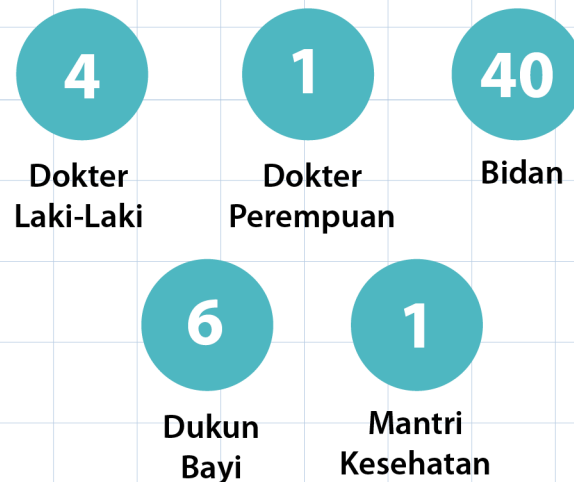 4 1 40
Dokter Dokter Bidan
Laki-Laki Perempuan
6 1
Dukun Mantri
Bayi Kesehatan